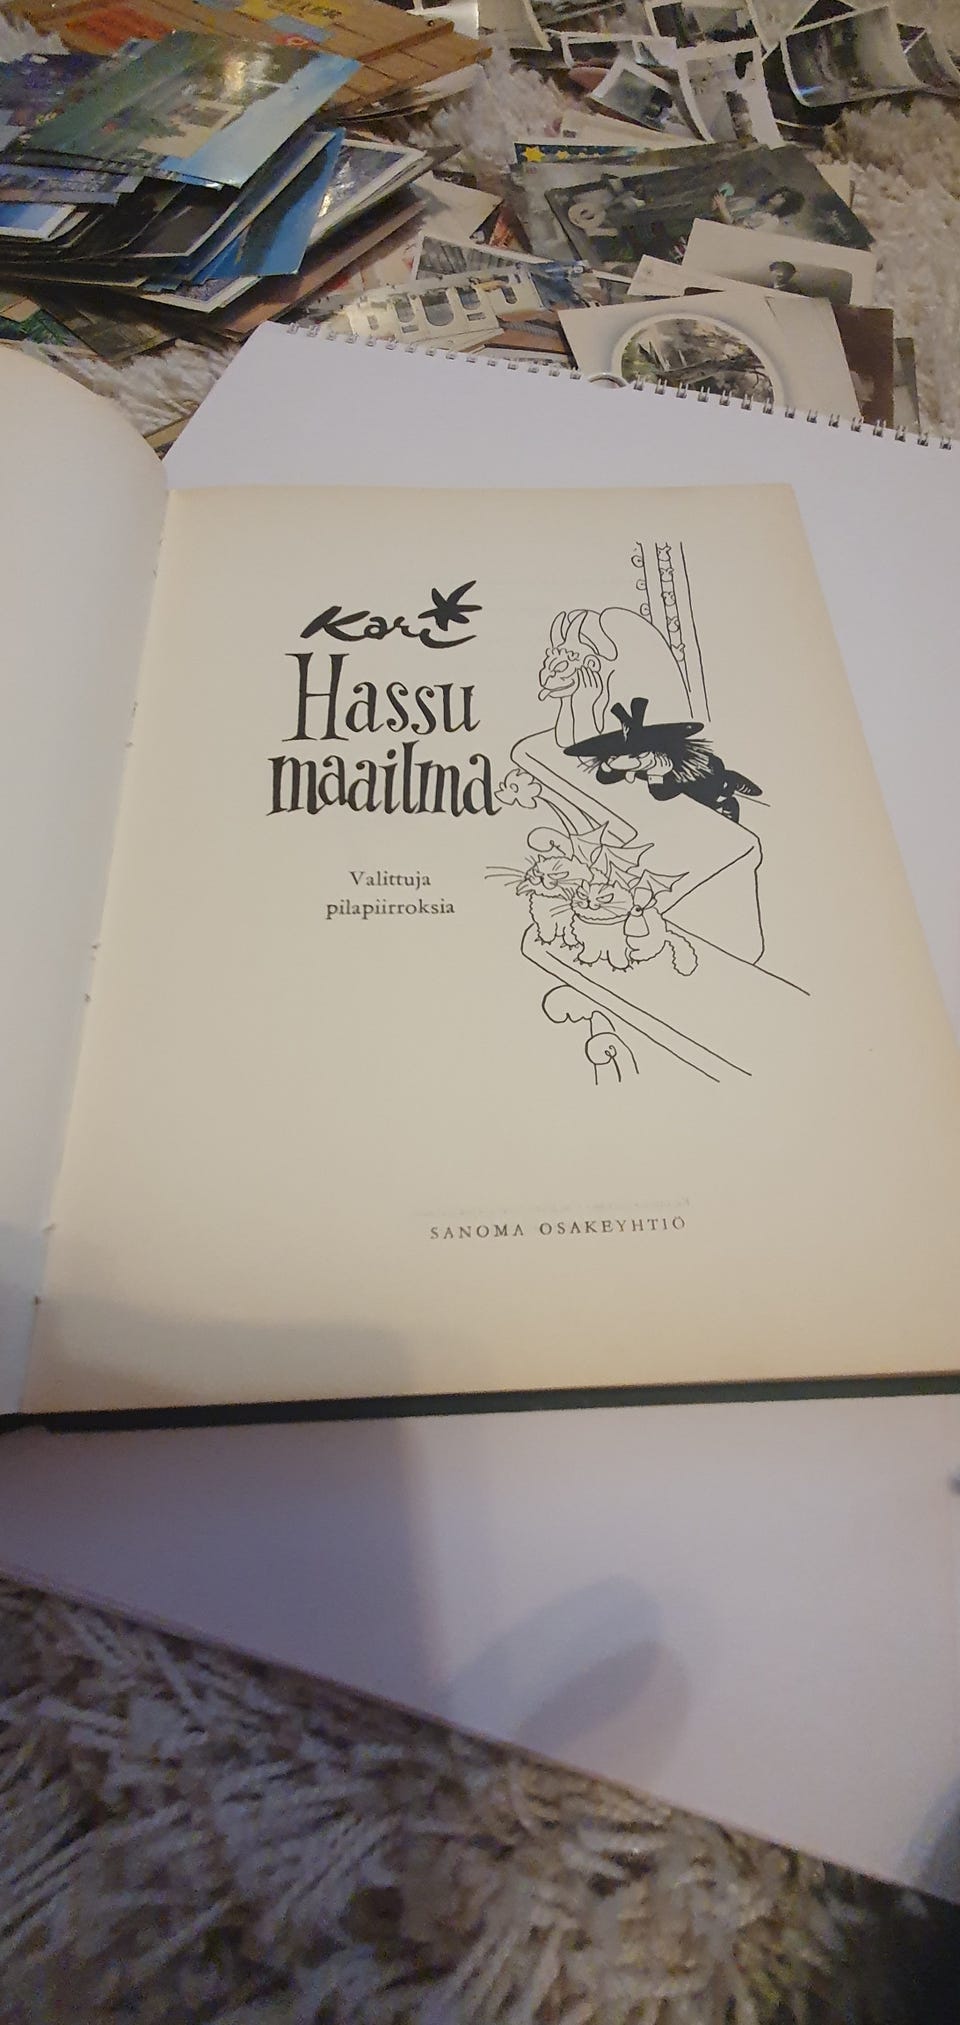 Kari
Hassu
maailma
Valittuja
pilapiirroksia
SANOMA OSAKEYHTIÖ